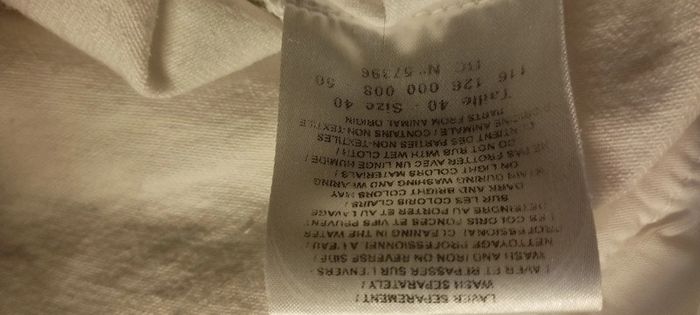 LAVER SEPAREMENT /
WASH SEPARATELY /
LAVER ET REPASSER SUR L'ENVERS
WASH AND IRON ON REVERSE SIDE /
NETTOYAGE PROFESSIONNEL A L'EAU /
PROFESSIONAL CLEANING IN THE WATER
LES COLORIS FONCES ET VIFS PEUVENT
DETEINDRE AU PORTER ET AU LAVAGE
SUR LES COLORIS CLAIRS /
DARK AND BRIGHT COLORS MAY
STAIN DURING WASHING AND WEARING
ON LIGHT COLORS MATERIALS /
NE PAS FROTTER AVEC UN LINGE HUMIDE /
DO NOT RUB WITH WET CLOTH /
CONTIENT DES PARTIES NON-TEXTILES
D'ORIGINE ANIMALE / CONTAINS NON-TEXTILE
PARTS FROM ANIMAL ORIGIN
Taille 40 - Size 40
116 126 000 008
N° 57396